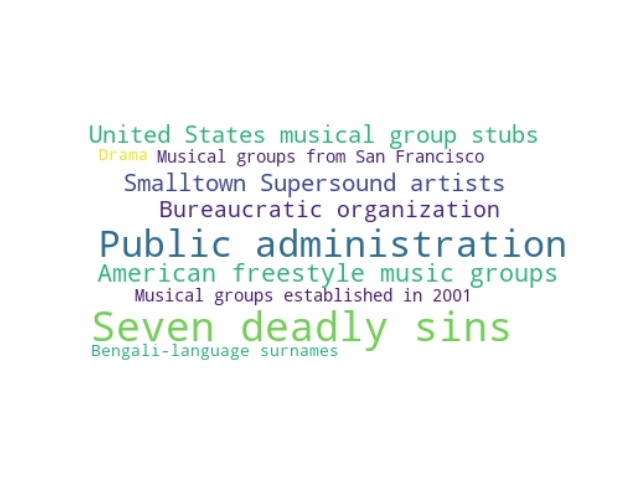 United States musical group stubs
Drama Musical groups from San Francisco
Smalltown Supersound artists
Bureaucratic organization
Public administration
American freestyle music groups
Musical groups established in 2001
Seven deadly sins
Bengali-language surnames